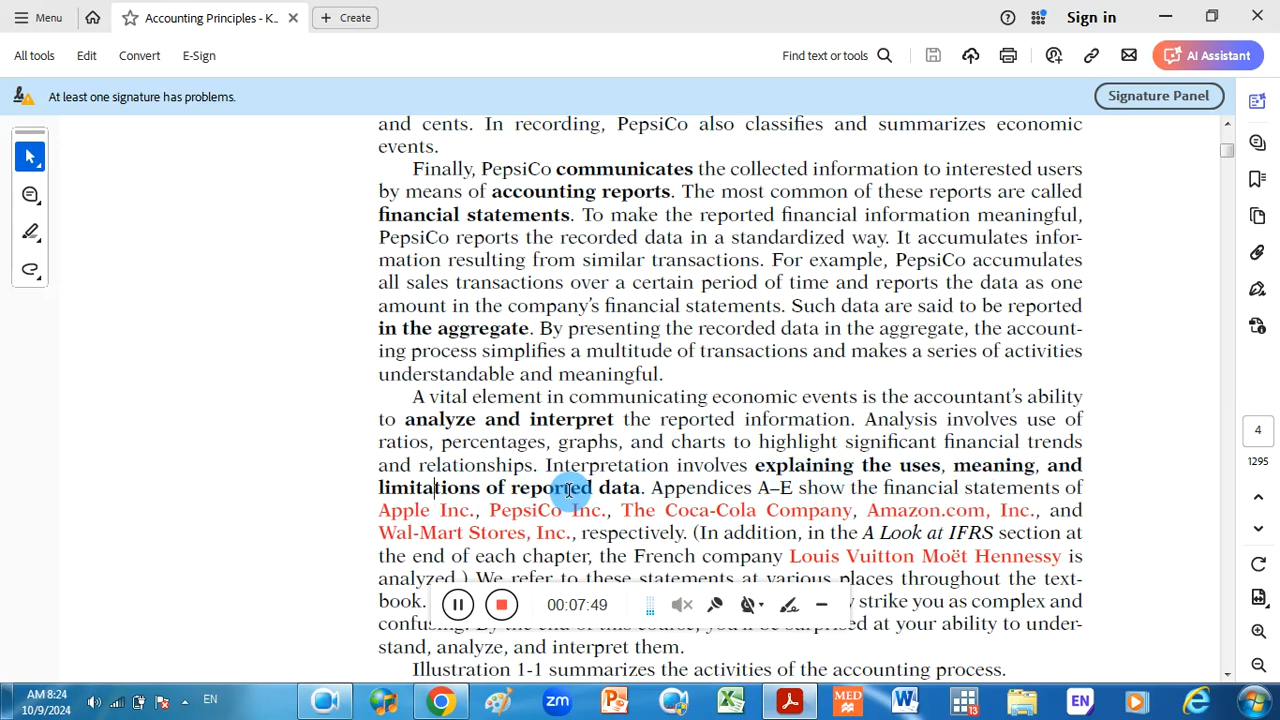 Menu
Accounting Principles - K...
Create
Sign in
All tools
Edit
Convert
E-Sign
Find text or tools
AI Assistant
At least one signature has problems.
Signature Panel
and cents. In recording, PepsiCo also classifies and summarizes economic
events.
Finally, PepsiCo communicates the collected information to interested users
by means of accounting reports. The most common of these reports are called
financial statements. To make the reported financial information meaningful,
PepsiCo reports the recorded data in a standardized way. It accumulates infor-
mation resulting from similar transactions. For example, PepsiCo accumulates
all sales transactions over a certain period of time and reports the data as one
amount in the company's financial statements. Such data are said to be reported
in the aggregate. By presenting the recorded data in the aggregate, the account-
ing process simplifies a multitude of transactions and makes a series of activities
understandable and meaningful.
A vital element in communicating economic events is the accountant's ability
to analyze and interpret the reported information. Analysis involves use of
ratios, percentages, graphs, and charts to highlight significant financial trends
and relationships. Interpretation involves explaining the uses, meaning, and
limitations of reported data. Appendices A–E show the financial statements of
Apple Inc., PepsiCo Inc., The Coca-Cola Company, Amazon.com, Inc., and
Wal-Mart Stores, Inc., respectively. (In addition, in the A Look at IFRS section at
the end of each chapter, the French company Louis Vuitton Moët Hennessy is
analyzed.) We refer to these statements at various places throughout the text-
book. strike you as complex and
confusing. By the end of this course, you'll be surprised at your ability to under-
stand, analyze, and interpret them.
Illustration 1-1 summarizes the activities of the accounting process.
4
1295
00:07:49
AM 8:24
10/9/2024
EN
zm
MED
13
EN